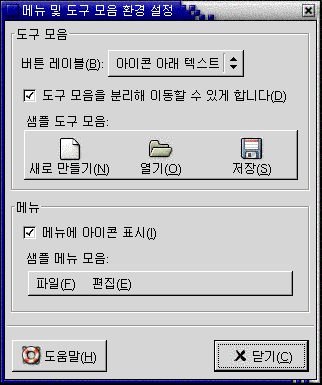 메뉴 및 도구 모음 환경 설정
도구 모음
버튼 레이블(B): 아이콘 아래 텍스트
도구 모음을 분리해 이동할 수 있게 합니다(D)
샘플 도구 모음:
새로 만들기(N) 열기(O) 저장(S)
메뉴
메뉴에 아이콘 표시(I)
샘플 메뉴 모음:
파일(F) 편집(E)
도움말(H) 닫기(C)